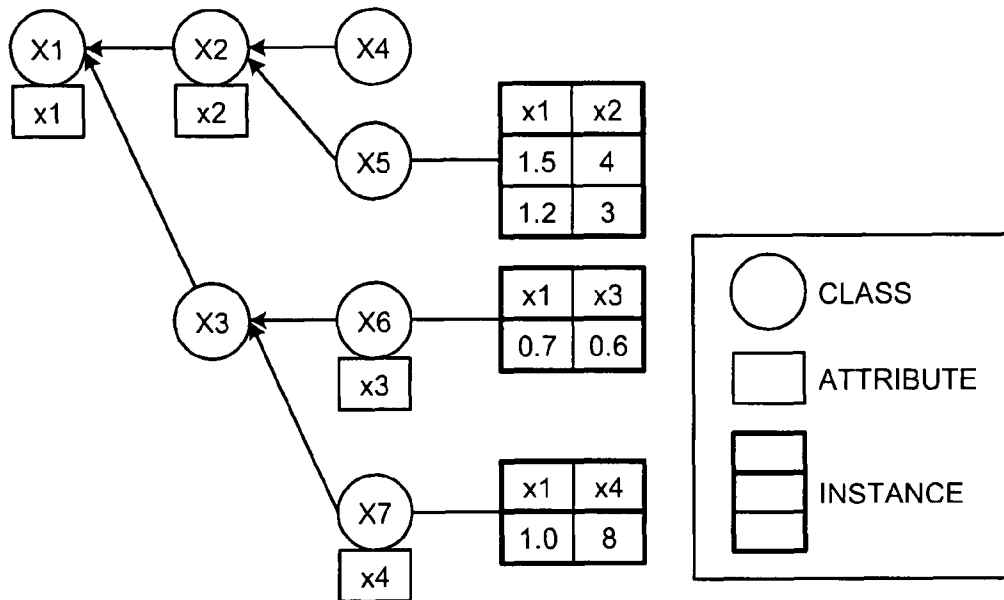 X1
x1
X2
x2
X4
X5
x1 x2
1.5 4
1.2 3
X3
X6
x3
x1 x3
0.7 0.6
X7
x4
x1 x4
1.0 8
CLASS
ATTRIBUTE
INSTANCE